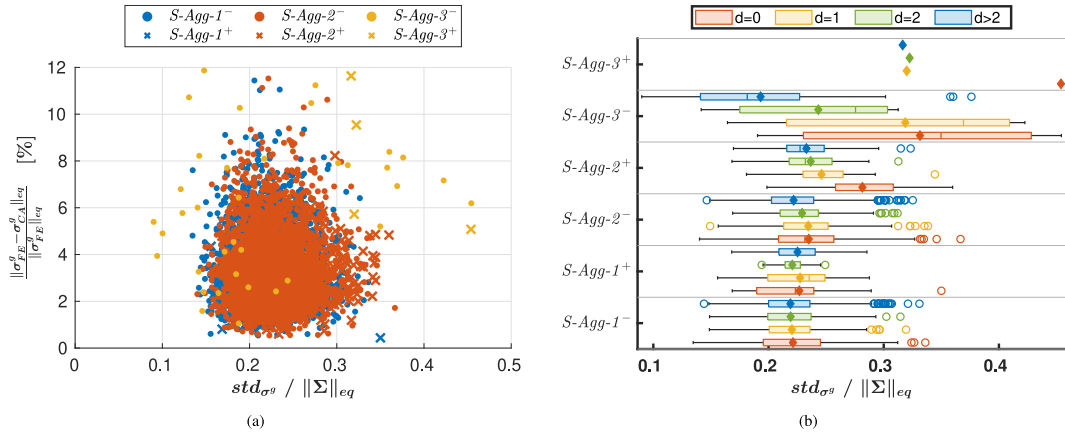 S-Agg-1⁻ S-Agg-2⁻ S-Agg-3⁻
S-Agg-1⁺ S-Agg-2⁺ S-Agg-3⁺
12
10
8
6
4
2
0
0 0.1 0.2 0.3 0.4 0.5
‖σ^g_FE − σ^g_CA‖_eq / ‖σ^g_FE‖_eq [%]
std_σ^g / ‖Σ‖_eq
(a)
d=0 d=1 d=2 d>2
S-Agg-3⁺
S-Agg-3⁻
S-Agg-2⁺
S-Agg-2⁻
S-Agg-1⁺
S-Agg-1⁻
0.1 0.2 0.3 0.4
std_σ^g / ‖Σ‖_eq
(b)